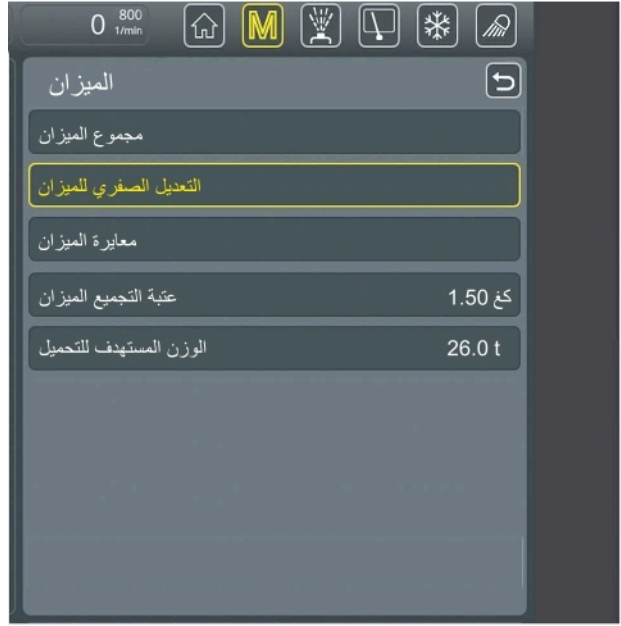 0 800 1/min
M
الميزان
مجموع الميزان
التعديل الصفري للميزان
معايرة الميزان
عتبة التجميع الميزان 1.50 كغ
الوزن المستهدف للتحميل 26.0 t